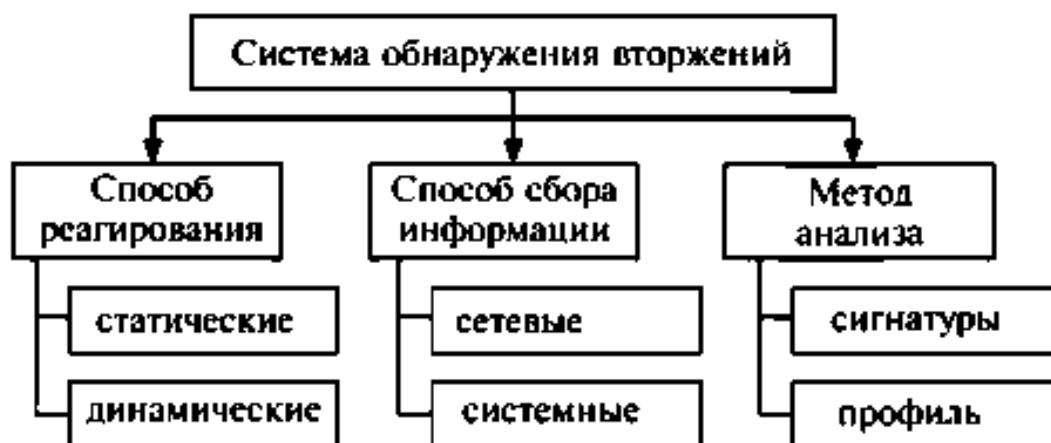 Система обнаружения вторжений
Способ
реагирования
статические
динамические
Способ сбора
информации
сетевые
системные
Метод
анализа
сигнатуры
профиль